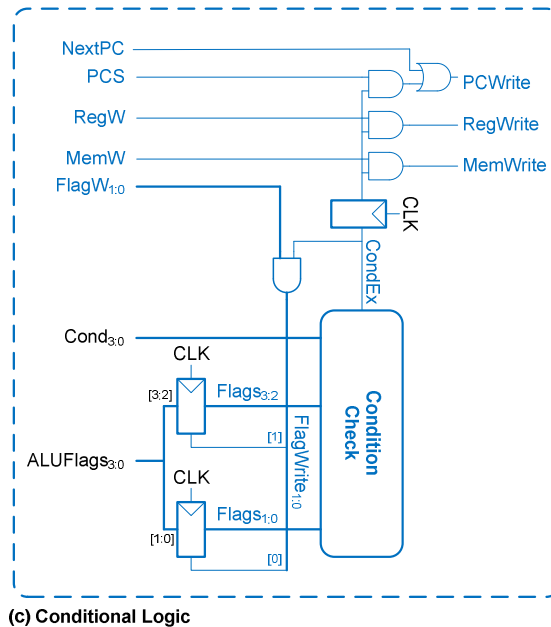 NextPC
PCS
PCWrite
RegW
RegWrite
MemW
MemWrite
FlagW1:0
CLK
CondEx
Cond3:0
CLK
[3:2]
Flags3:2
[1]
Condition
Check
FlagWrite1:0
ALUFlags3:0
CLK
[1:0]
Flags1:0
[0]
(c) Conditional Logic